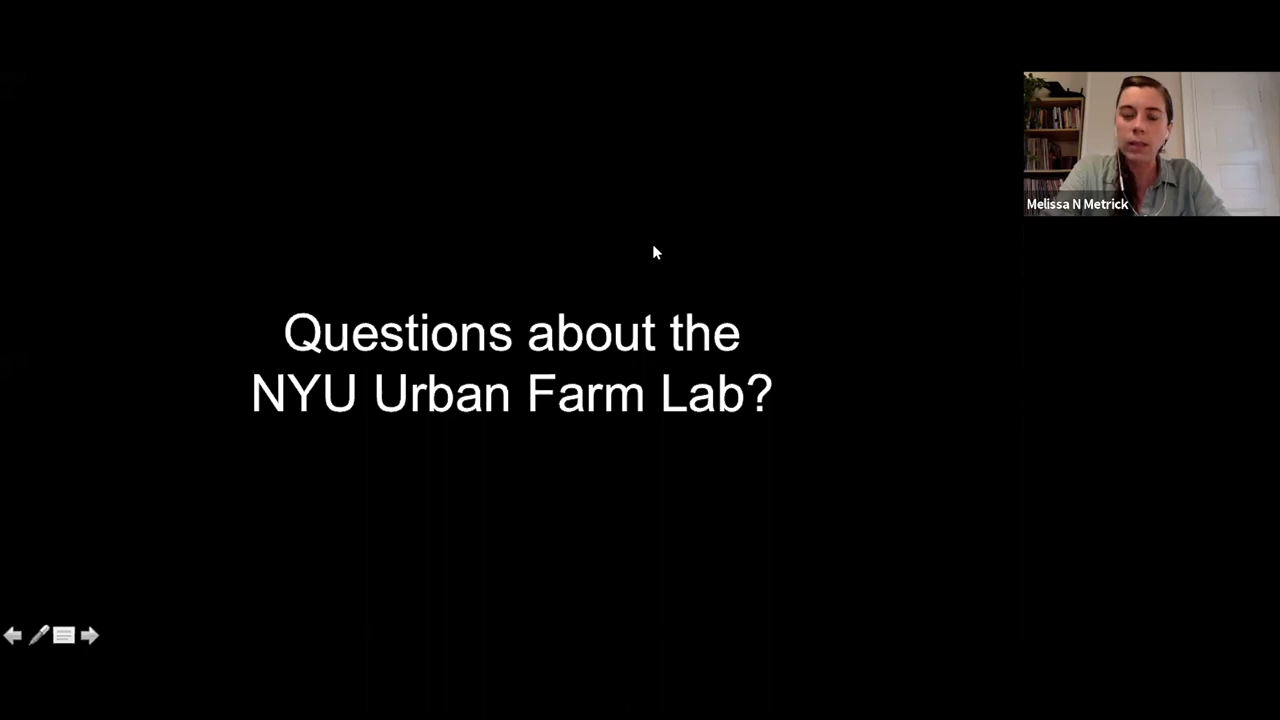 Melissa N Metrick
Questions about the
NYU Urban Farm Lab?